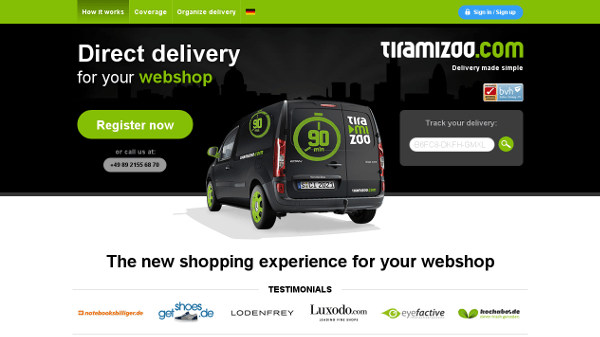 How it works
Coverage
Organize delivery
Sign in / Sign up
Direct delivery
for your webshop
TIRAMIZOO.COM
Delivery made simple
bvh
Register now
or call us at:
+49 89 2155 68 70
Track your delivery:
90
min
TIRA
MI
ZOO
The new shopping experience for your webshop
TESTIMONIALS
notebooksbilliger.de
getshoes.de
LODENFREY
Luxodo.com
LEADING FINE SHOPS
eyefactive
kochabo.de